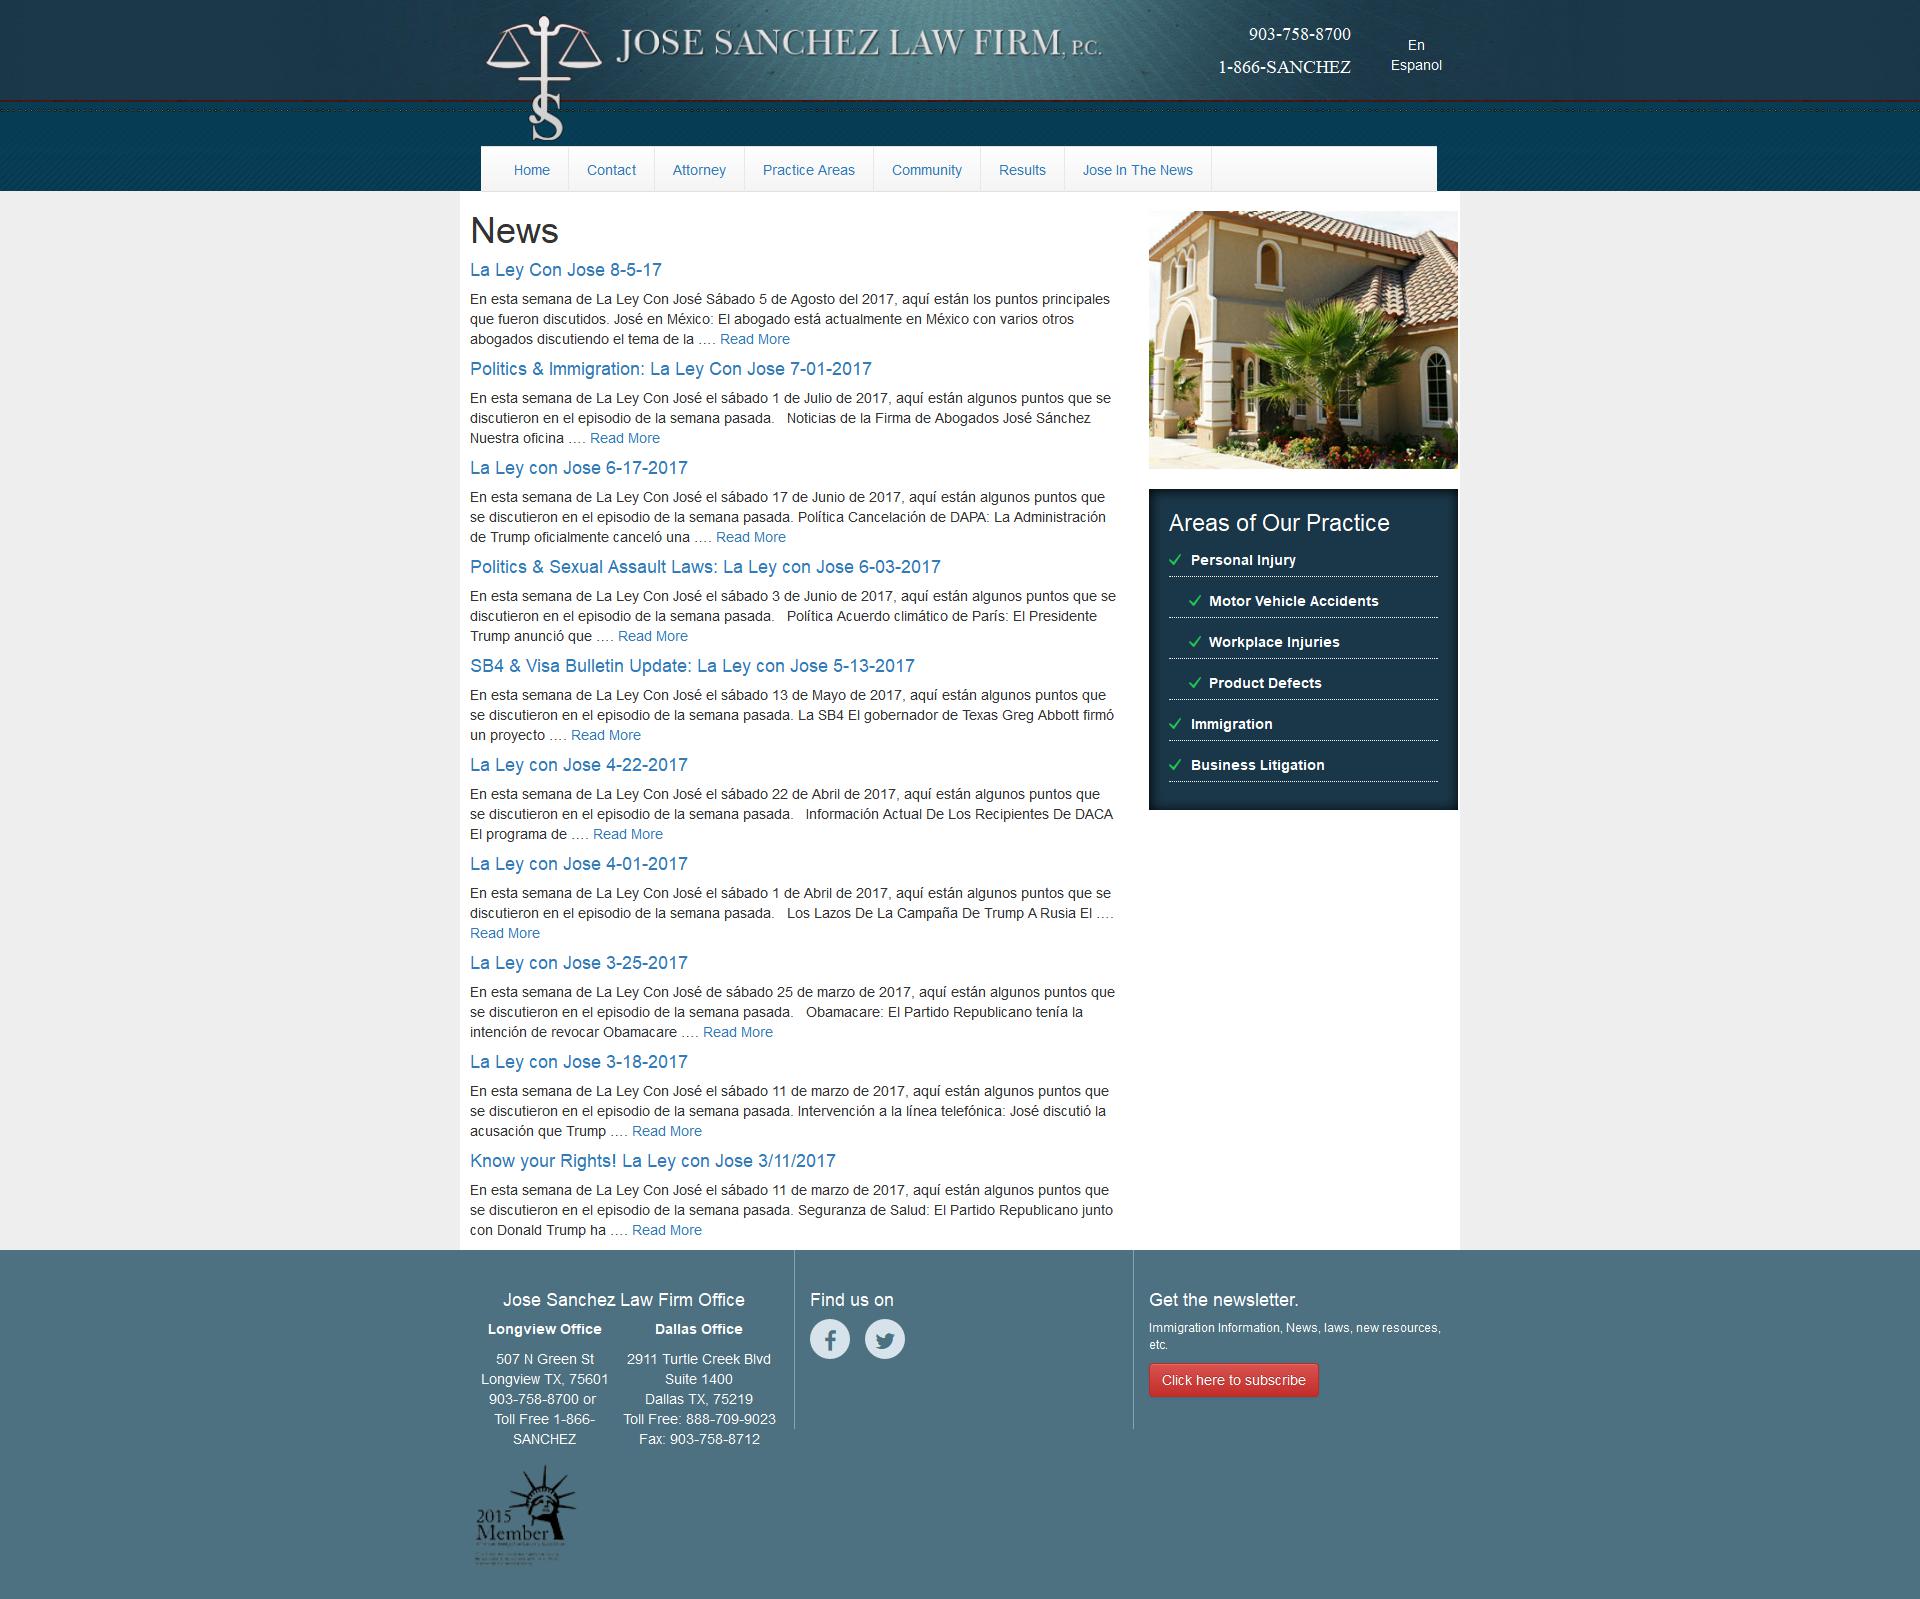 JOSE SANCHEZ LAW FIRM, P.C.
903-758-8700
1-866-SANCHEZ
En
Espanol
JS
Home
Contact
Attorney
Practice Areas
Community
Results
Jose In The News
News
La Ley Con Jose 8-5-17
En esta semana de La Ley Con José Sábado 5 de Agosto del 2017, aquí están los puntos principales
que fueron discutidos. José en México: El abogado está actualmente en México con varios otros
abogados discutiendo el tema de la …. Read More
Politics & Immigration: La Ley Con Jose 7-01-2017
En esta semana de La Ley Con José el sábado 1 de Julio de 2017, aquí están algunos puntos que se
discutieron en el episodio de la semana pasada.   Noticias de la Firma de Abogados José Sánchez
Nuestra oficina …. Read More
La Ley con Jose 6-17-2017
En esta semana de La Ley Con José el sábado 17 de Junio de 2017, aquí están algunos puntos que
se discutieron en el episodio de la semana pasada. Política Cancelación de DAPA: La Administración
de Trump oficialmente canceló una …. Read More
Politics & Sexual Assault Laws: La Ley con Jose 6-03-2017
En esta semana de La Ley Con José el sábado 3 de Junio de 2017, aquí están algunos puntos que se
discutieron en el episodio de la semana pasada.   Política Acuerdo climático de París: El Presidente
Trump anunció que …. Read More
SB4 & Visa Bulletin Update: La Ley con Jose 5-13-2017
En esta semana de La Ley Con José el sábado 13 de Mayo de 2017, aquí están algunos puntos que
se discutieron en el episodio de la semana pasada. La SB4 El gobernador de Texas Greg Abbott firmó
un proyecto …. Read More
La Ley con Jose 4-22-2017
En esta semana de La Ley Con José el sábado 22 de Abril de 2017, aquí están algunos puntos que
se discutieron en el episodio de la semana pasada.   Información Actual De Los Recipientes De DACA
El programa de …. Read More
La Ley con Jose 4-01-2017
En esta semana de La Ley Con José el sábado 1 de Abril de 2017, aquí están algunos puntos que se
discutieron en el episodio de la semana pasada.   Los Lazos De La Campaña De Trump A Rusia El ….
Read More
La Ley con Jose 3-25-2017
En esta semana de La Ley Con José de sábado 25 de marzo de 2017, aquí están algunos puntos que
se discutieron en el episodio de la semana pasada.   Obamacare: El Partido Republicano tenía la
intención de revocar Obamacare …. Read More
La Ley con Jose 3-18-2017
En esta semana de La Ley Con José el sábado 11 de marzo de 2017, aquí están algunos puntos que
se discutieron en el episodio de la semana pasada. Intervención a la línea telefónica: José discutió la
acusación que Trump …. Read More
Know your Rights! La Ley con Jose 3/11/2017
En esta semana de La Ley Con José el sábado 11 de marzo de 2017, aquí están algunos puntos que
se discutieron en el episodio de la semana pasada. Seguranza de Salud: El Partido Republicano junto
con Donald Trump ha …. Read More
Areas of Our Practice
Personal Injury
Motor Vehicle Accidents
Workplace Injuries
Product Defects
Immigration
Business Litigation
Jose Sanchez Law Firm Office
Longview Office
507 N Green St
Longview TX, 75601
903-758-8700 or
Toll Free 1-866-
SANCHEZ
Dallas Office
2911 Turtle Creek Blvd
Suite 1400
Dallas TX, 75219
Toll Free: 888-709-9023
Fax: 903-758-8712
2015
Member
Find us on
Get the newsletter.
Immigration Information, News, laws, new resources,
etc.
Click here to subscribe